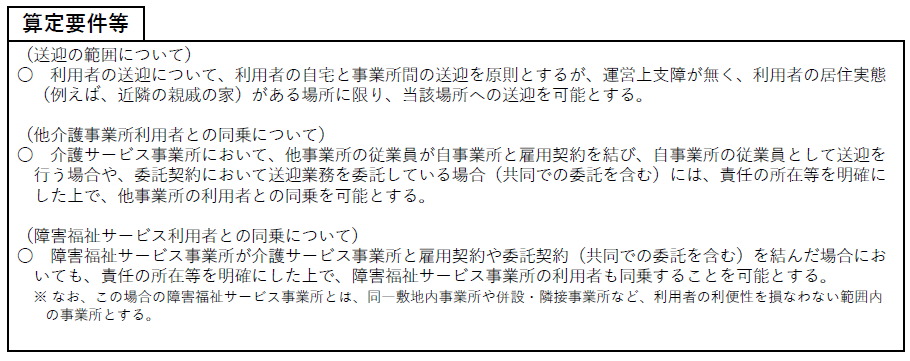 算定要件等
（送迎の範囲について）
○　利用者の送迎について、利用者の自宅と事業所間の送迎を原則とするが、運営上支障が無く、利用者の居住実態
（例えば、近隣の親戚の家）がある場所に限り、当該場所への送迎を可能とする。
（他介護事業所利用者との同乗について）
○　介護サービス事業所において、他事業所の従業員が自事業所と雇用契約を結び、自事業所の従業員として送迎を
行う場合や、委託契約において送迎業務を委託している場合（共同での委託を含む）には、責任の所在等を明確に
した上で、他事業所の利用者との同乗を可能とする。
（障害福祉サービス利用者との同乗について）
○　障害福祉サービス事業所が介護サービス事業所と雇用契約や委託契約（共同での委託を含む）を結んだ場合にお
いても、責任の所在等を明確にした上で、障害福祉サービス事業所の利用者も同乗することを可能とする。
※ なお、この場合の障害福祉サービス事業所とは、同一敷地内事業所や併設・隣接事業所など、利用者の利便性を損なわない範囲内
の事業所とする。